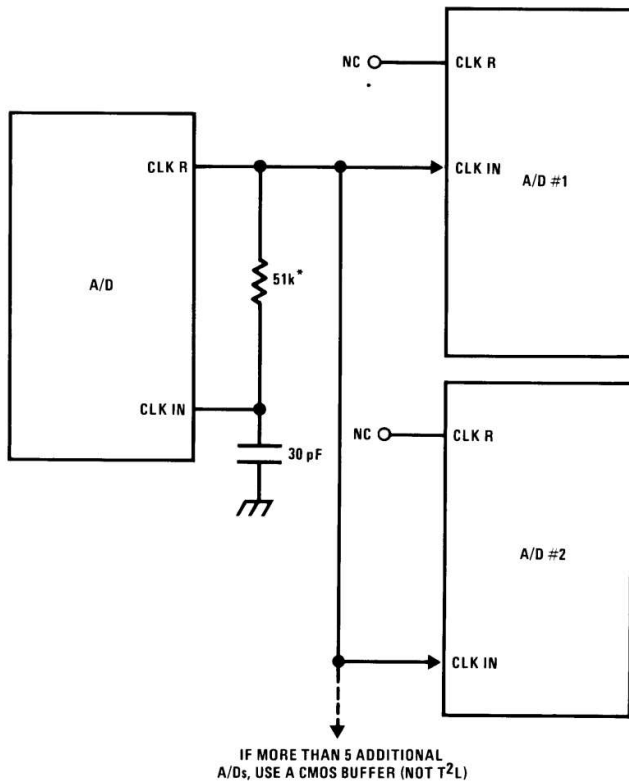 NC
CLK R
CLK R
CLK IN
A/D #1
A/D
51k*
CLK IN
NC
CLK R
30 pF
A/D #2
CLK IN
IF MORE THAN 5 ADDITIONAL
A/Ds, USE A CMOS BUFFER (NOT T²L)